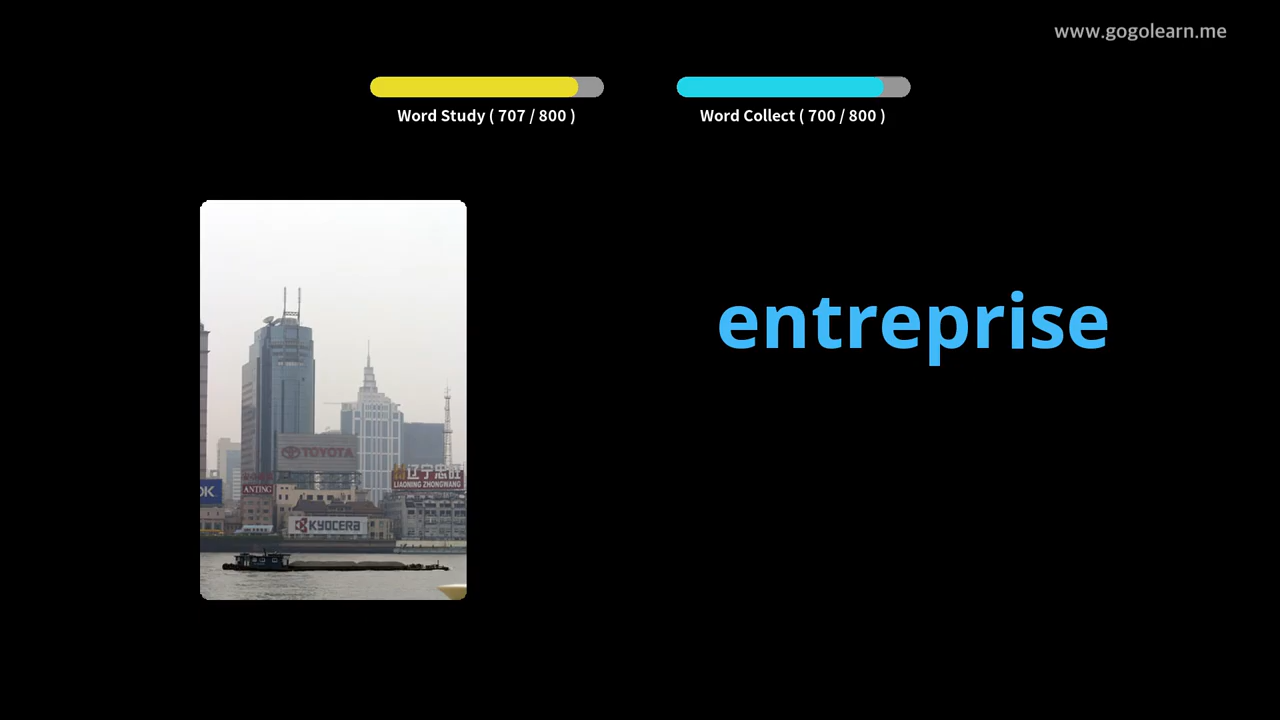 www.gogolearn.me
Word Study ( 707 / 800 )
Word Collect ( 700 / 800 )
entreprise
TOYOTA
辽宁忠旺
LIAONING ZHONGWANG
OK
ANTING
KYOCERA